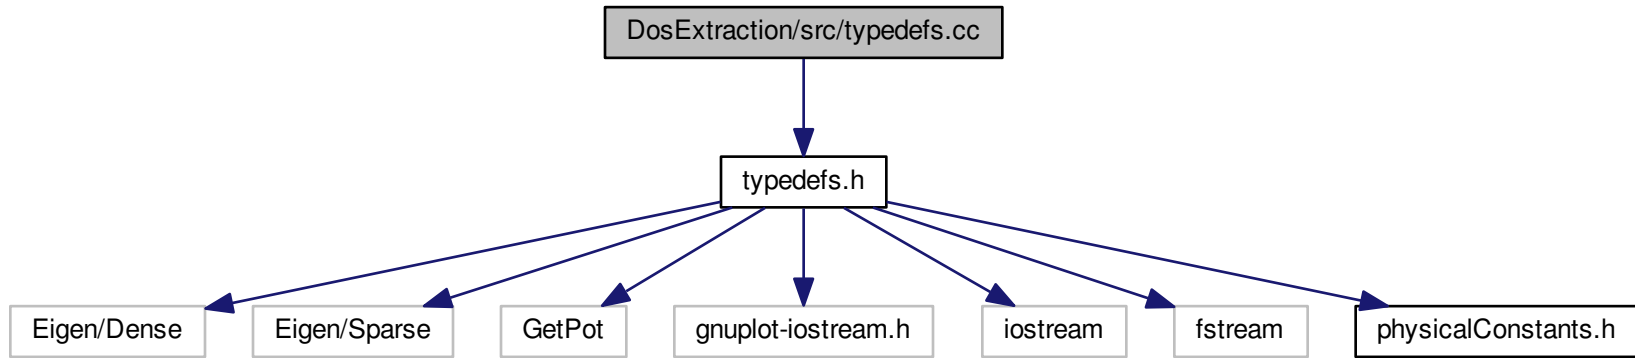 DosExtraction/src/typedefs.cc
typedefs.h
Eigen/Dense
Eigen/Sparse
GetPot
gnuplot-iostream.h
iostream
fstream
physicalConstants.h